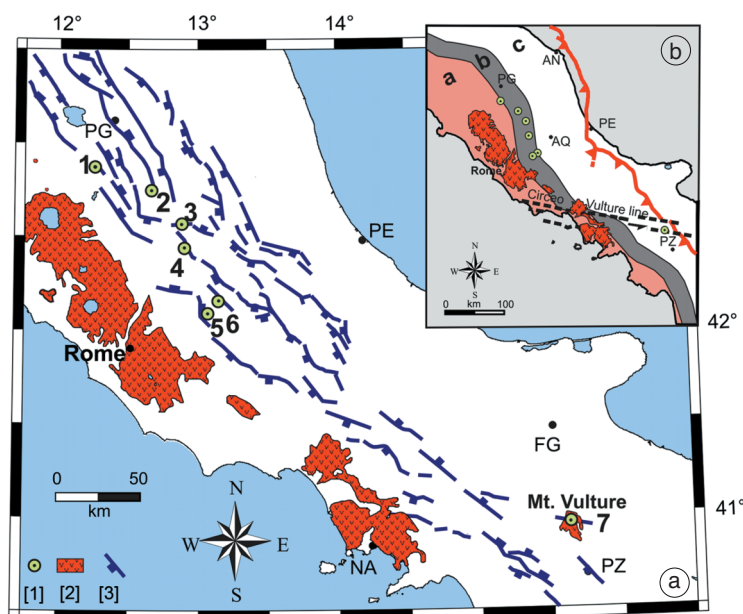 12° 13° 14°
b
c
AN
a b
PG
PE
AQ
Rome
Circeo Vulture line
PZ
N
W E
S
0 100
km
PG
1
2
3
4
PE
5 6
42°
Rome
FG
0 50
km
N
W E
S
Mt. Vulture
7
41°
NA
PZ
a
[1] [2] [3]